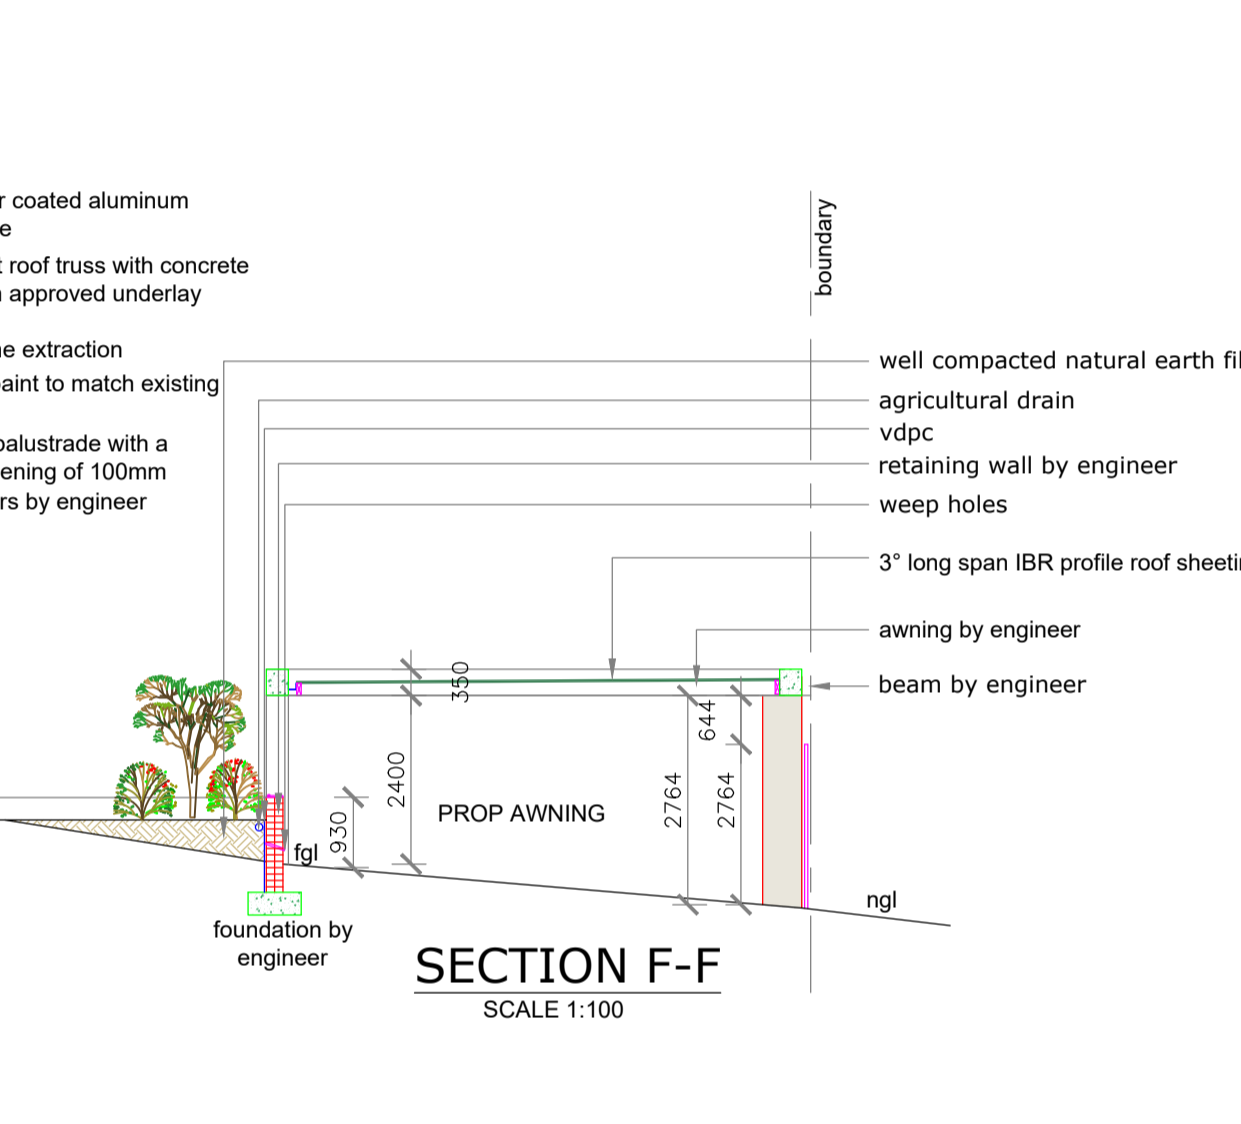 r coated aluminum
e
t roof truss with concrete
n approved underlay
e extraction
aint to match existing
balustrade with a
ening of 100mm
rs by engineer
boundary
well compacted natural earth fil
agricultural drain
vdpc
retaining wall by engineer
weep holes
3° long span IBR profile roof sheeti
awning by engineer
beam by engineer
350
644
2400
2764
2764
930
PROP AWNING
fgl
ngl
foundation by
engineer
SECTION F-F
SCALE 1:100